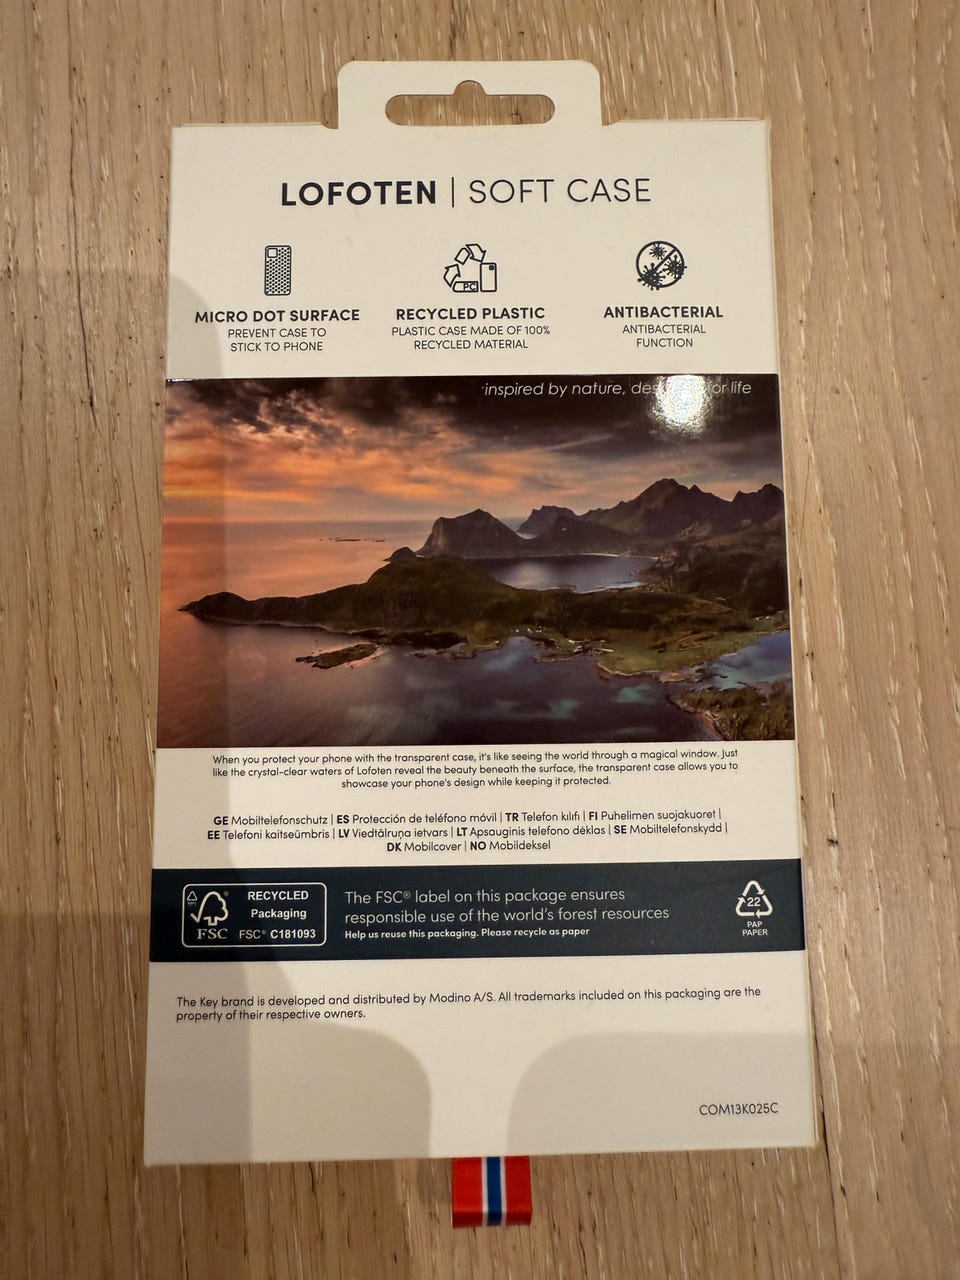 LOFOTEN | SOFT CASE
MICRO DOT SURFACE
PREVENT CASE TO
STICK TO PHONE
PC
RECYCLED PLASTIC
PLASTIC CASE MADE OF 100%
RECYCLED MATERIAL
ANTIBACTERIAL
ANTIBACTERIAL
FUNCTION
inspired by nature, for life
When you protect your phone with the transparent case, it's like seeing the world through a magical window. Just
like the crystal-clear waters of Lofoten reveal the beauty beneath the surface, the transparent case allows you to
showcase your phone's design while keeping it protected.
GE Mobiltelefonschutz | ES Protección de teléfono móvil | TR Telefon kılıfı | FI Puhelimen suojakuoret |
EE Telefoni kaitseümbris | LV Viedtālruņa ietvars | LT Apsauginis telefono dėklas | SE Mobiltelefonskydd |
DK Mobilcover | NO Mobildeksel
FSC
RECYCLED
Packaging
FSC® C181093
The FSC® label on this package ensures
responsible use of the world's forest resources
Help us reuse this packaging. Please recycle as paper
22
PAP
PAPER
The Key brand is developed and distributed by Modino A/S. All trademarks included on this packaging are the
property of their respective owners.
COM13K025C